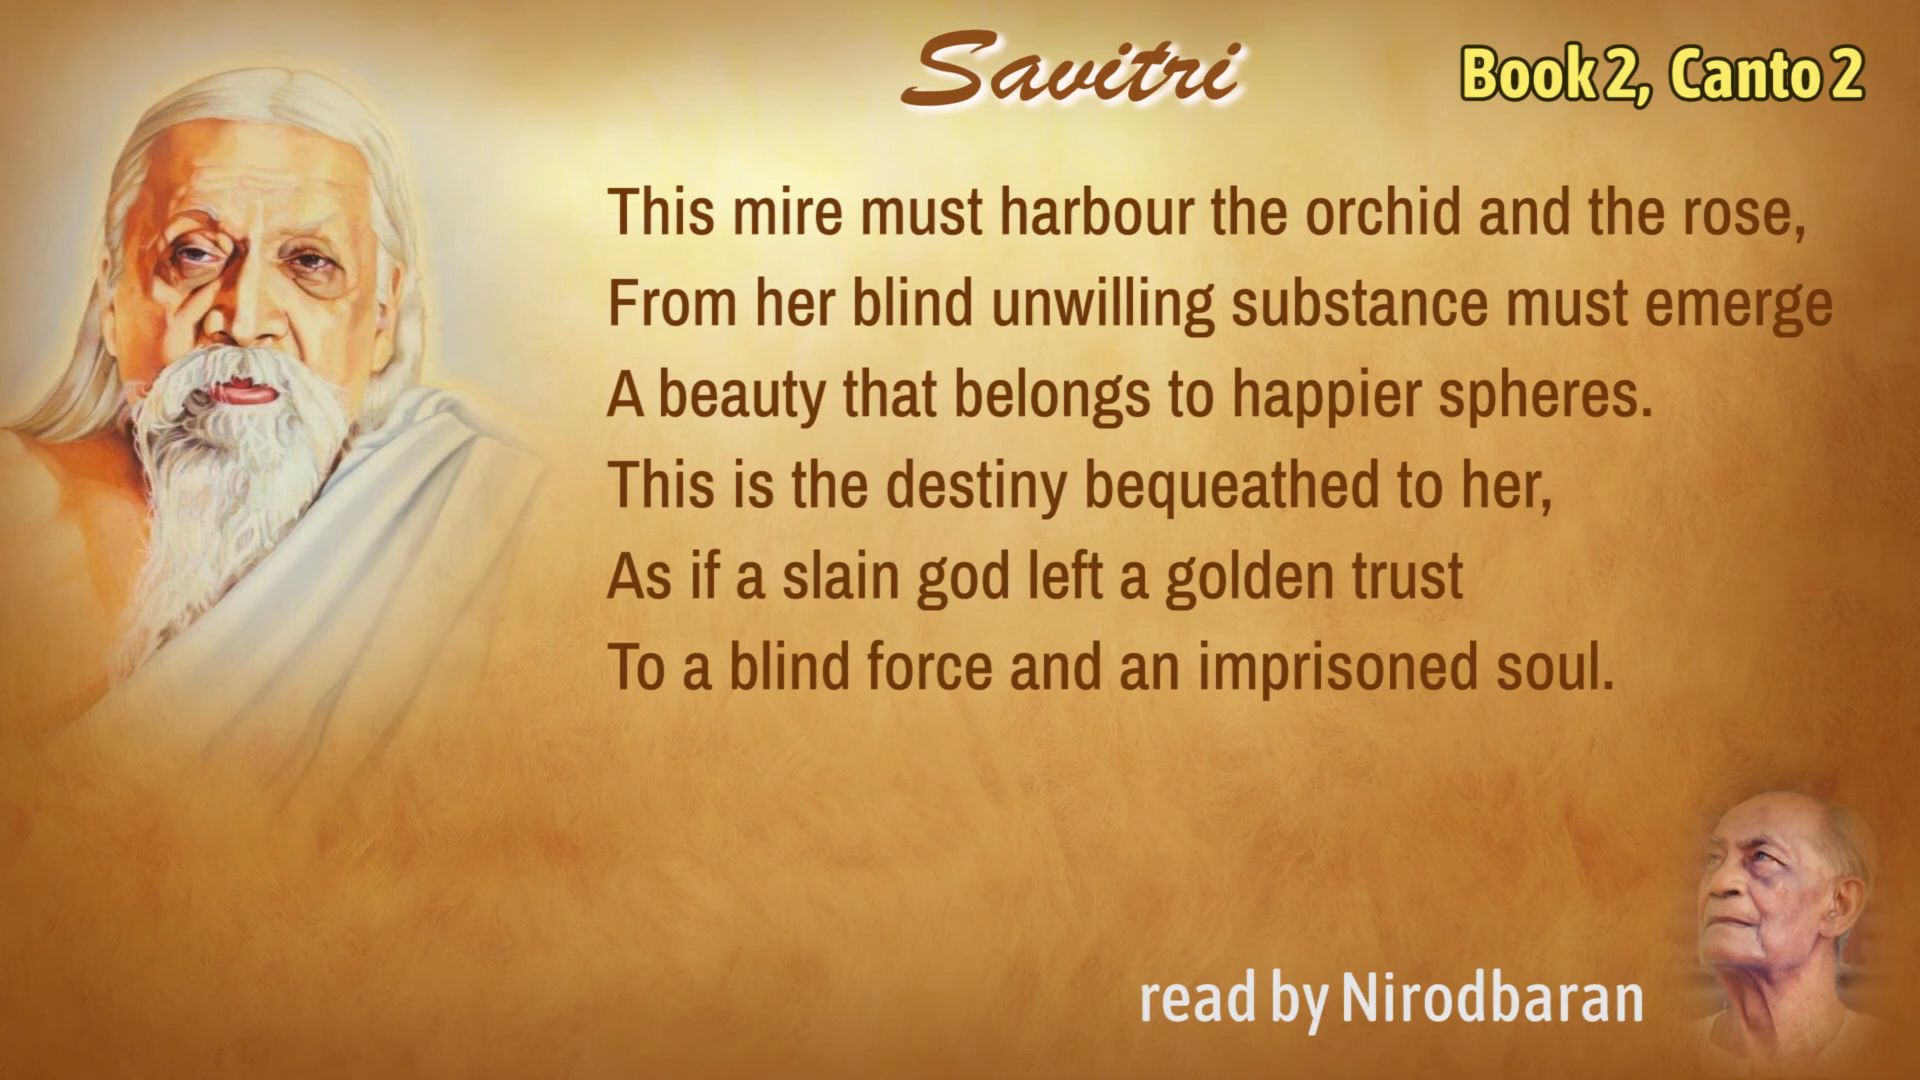 Savitri
Book 2, Canto 2
This mire must harbour the orchid and the rose,
From her blind unwilling substance must emerge
A beauty that belongs to happier spheres.
This is the destiny bequeathed to her,
As if a slain god left a golden trust
To a blind force and an imprisoned soul.
read by Nirodbaran